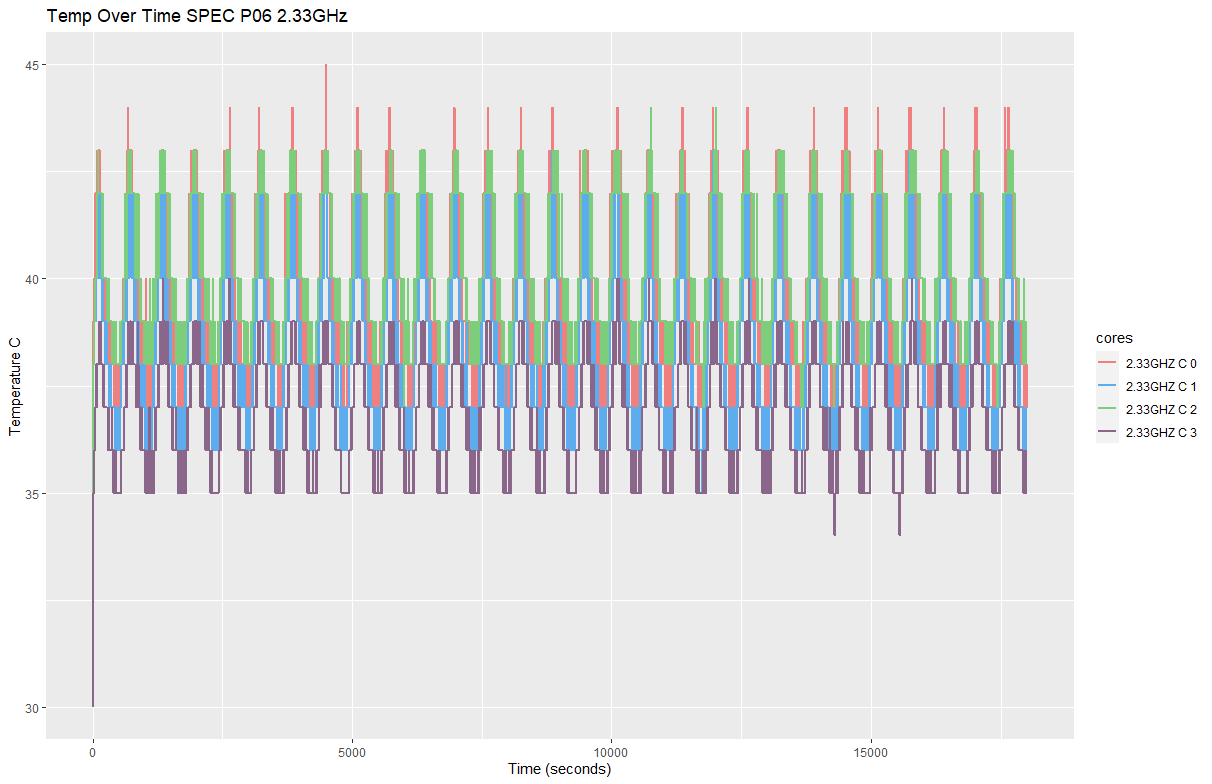 Temp Over Time SPEC P06 2.33GHz
45
40
35
30
Temperature C
0
5000
10000
15000
Time (seconds)
cores
2.33GHZ C 0
2.33GHZ C 1
2.33GHZ C 2
2.33GHZ C 3